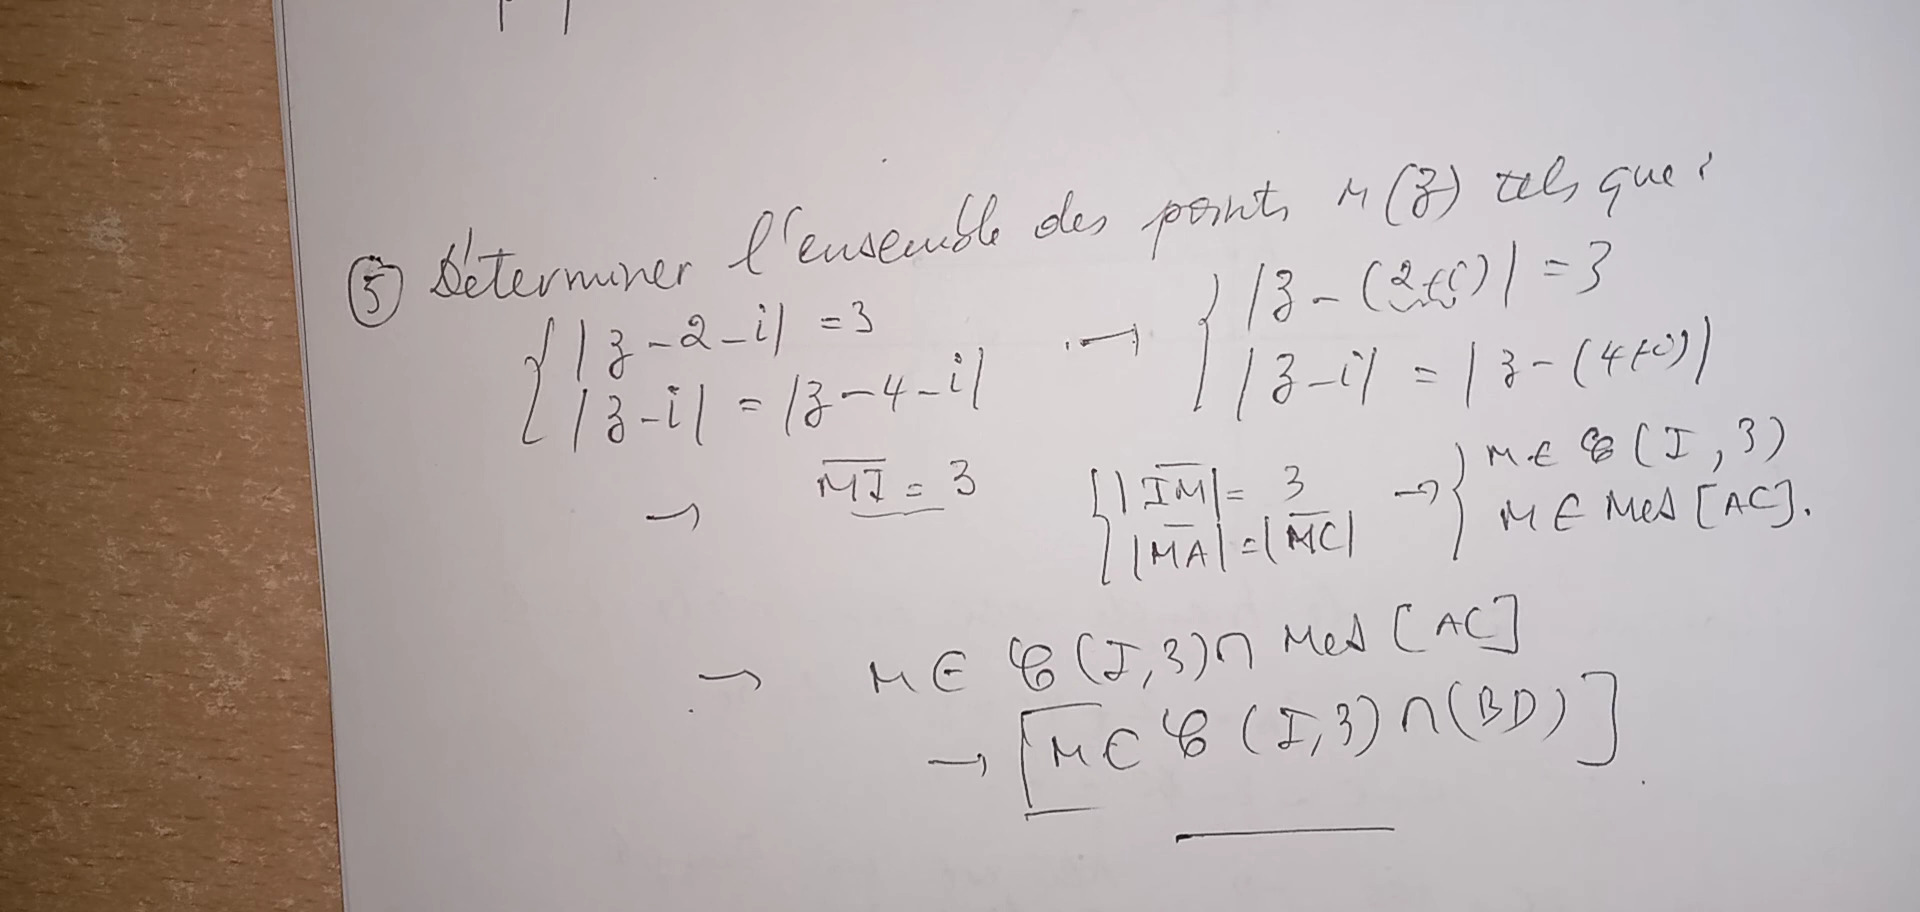 ⑤ Déterminer l'ensemble des points M(z) tels que :
{ |z-2-i| = 3 → { |z-(2+i)| = 3
{ |z-i| = |z-4-i| { |z-i| = |z-(4+i)|
→ MI = 3 { |IM| = 3 → { M ∈ C(I,3)
{ |MA| = |MC| { M ∈ Med [AC].
→ M ∈ C(I,3) ∩ Med [AC]
→ [M ∈ C(I,3) ∩ (BD)]